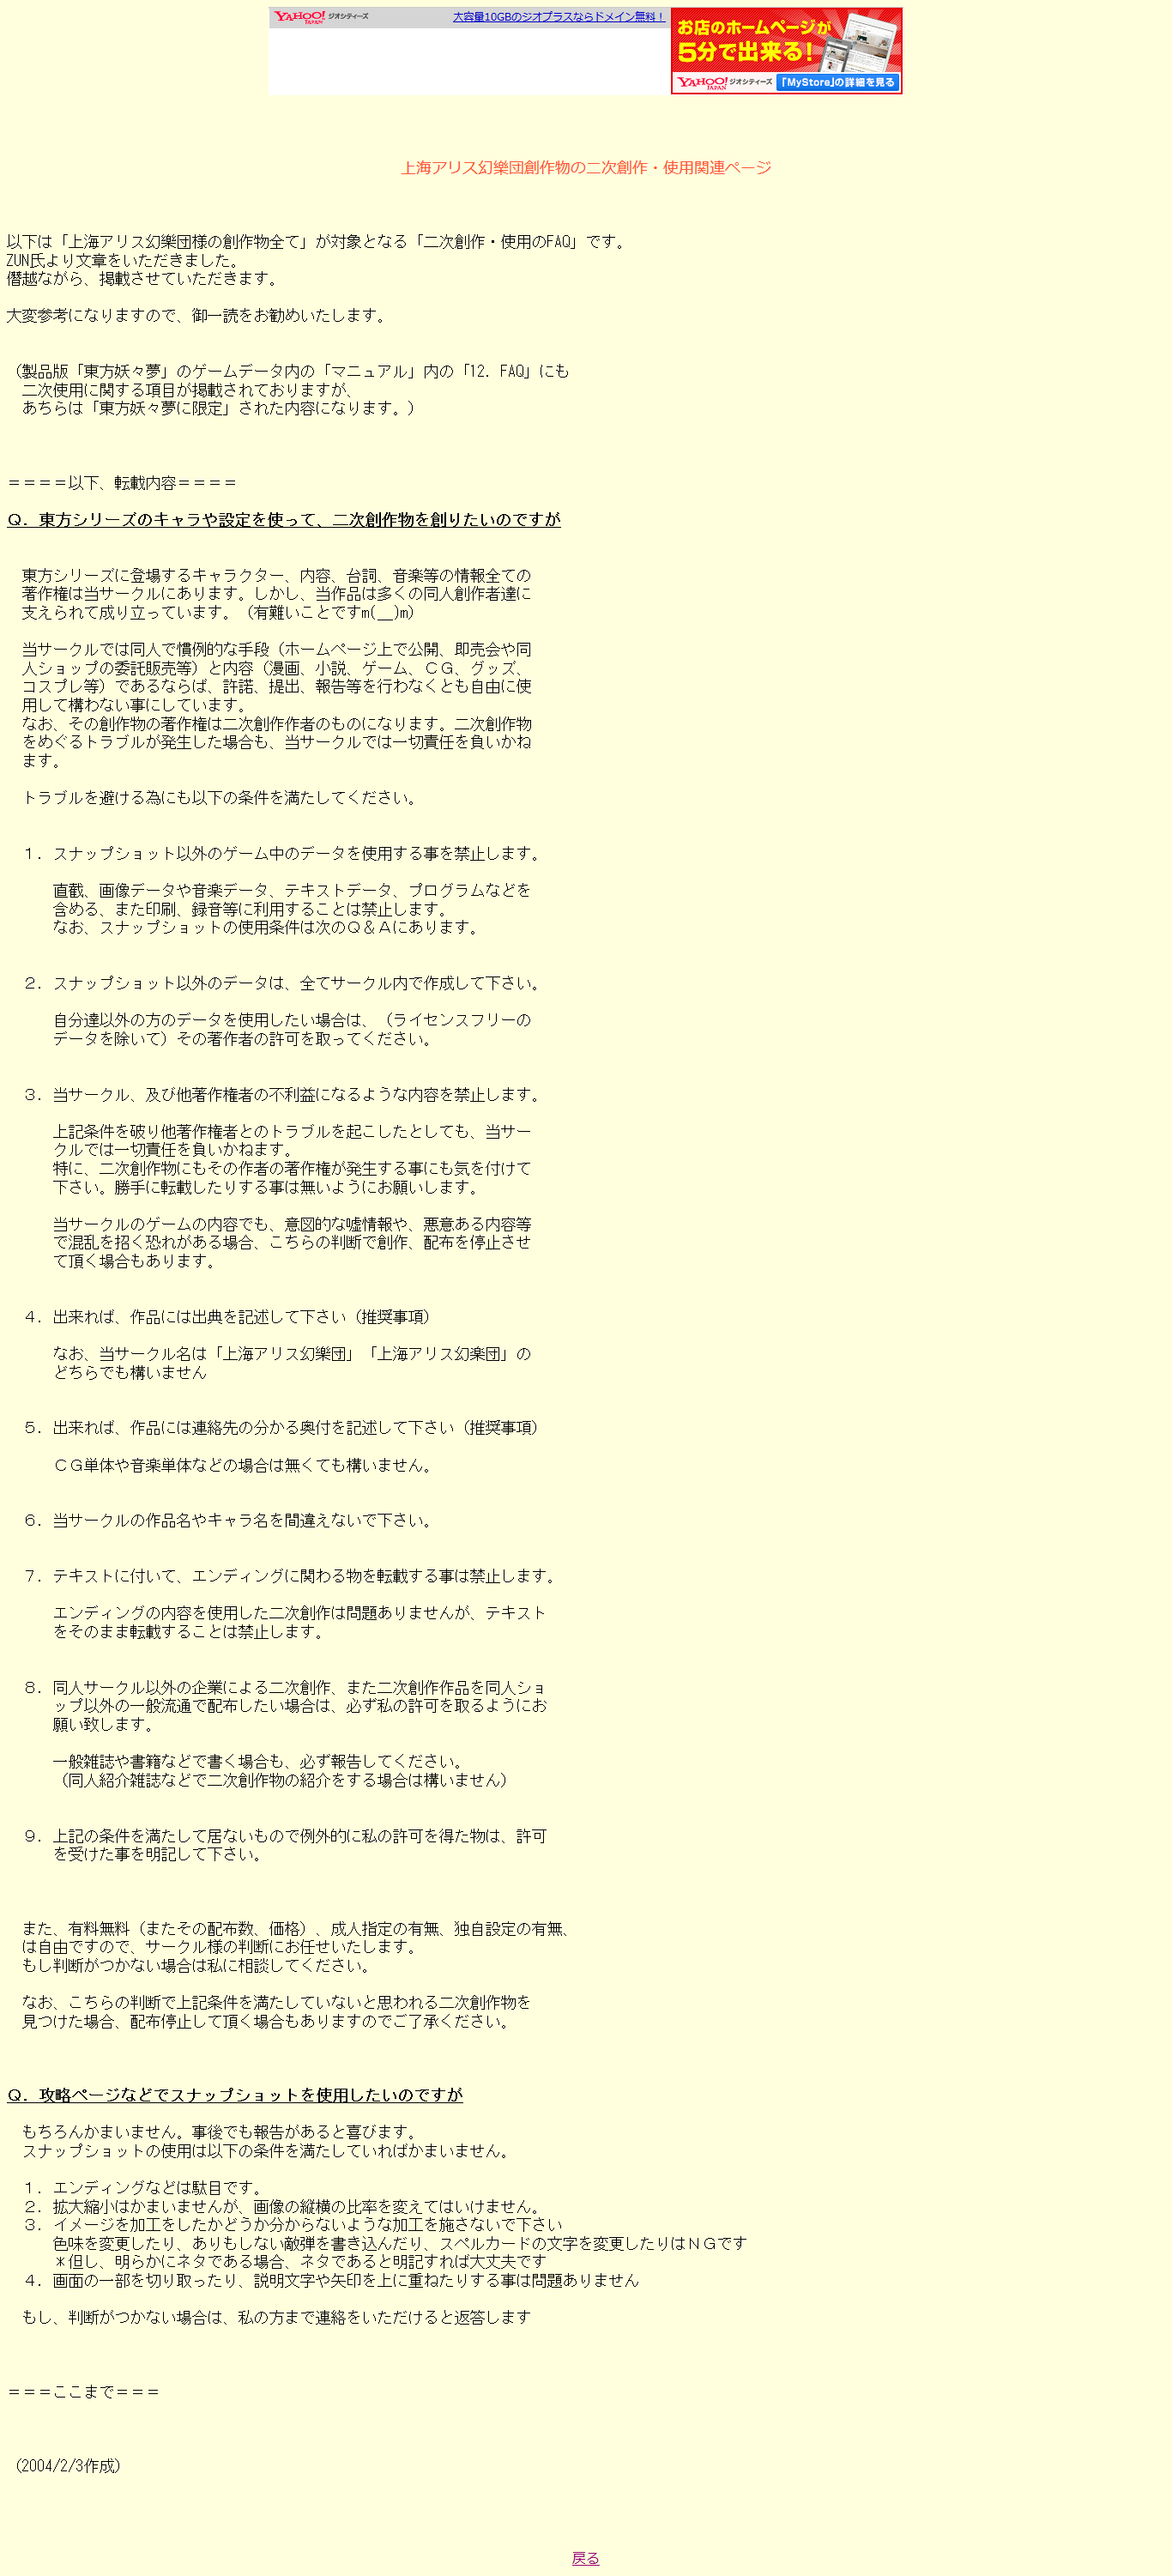 YAHOO! JAPAN ジオシティーズ
大容量10GBのジオプラスならドメイン無料！
お店のホームページが
5分で出来る！
YAHOO! JAPAN ジオシティーズ 「MyStore」の詳細を見る
上海アリス幻樂団創作物の二次創作・使用関連ページ
以下は「上海アリス幻樂団様の創作物全て」が対象となる「二次創作・使用のFAQ」です。
ZUN氏より文章をいただきました。
僭越ながら、掲載させていただきます。
大変参考になりますので、御一読をお勧めいたします。
（製品版「東方妖々夢」のゲームデータ内の「マニュアル」内の「12. FAQ」にも
二次使用に関する項目が掲載されておりますが、
あちらは「東方妖々夢に限定」された内容になります。）
＝＝＝＝以下、転載内容＝＝＝＝
Ｑ．東方シリーズのキャラや設定を使って、二次創作物を創りたいのですが
東方シリーズに登場するキャラクター、内容、台詞、音楽等の情報全ての
著作権は当サークルにあります。しかし、当作品は多くの同人創作者達に
支えられて成り立っています。（有難いことですm(__)m）
当サークルでは同人で慣例的な手段（ホームページ上で公開、即売会や同
人ショップの委託販売等）と内容（漫画、小説、ゲーム、ＣＧ、グッズ、
コスプレ等）であるならば、許諾、提出、報告等を行わなくとも自由に使
用して構わない事にしています。
なお、その創作物の著作権は二次創作作者のものになります。二次創作物
をめぐるトラブルが発生した場合も、当サークルでは一切責任を負いかね
ます。
トラブルを避ける為にも以下の条件を満たしてください。
１．スナップショット以外のゲーム中のデータを使用する事を禁止します。
直截、画像データや音楽データ、テキストデータ、プログラムなどを
含める、また印刷、録音等に利用することは禁止します。
なお、スナップショットの使用条件は次のＱ＆Ａにあります。
２．スナップショット以外のデータは、全てサークル内で作成して下さい。
自分達以外の方のデータを使用したい場合は、（ライセンスフリーの
データを除いて）その著作者の許可を取ってください。
３．当サークル、及び他著作権者の不利益になるような内容を禁止します。
上記条件を破り他著作権者とのトラブルを起こしたとしても、当サー
クルでは一切責任を負いかねます。
特に、二次創作物にもその作者の著作権が発生する事にも気を付けて
下さい。勝手に転載したりする事は無いようにお願いします。
当サークルのゲームの内容でも、意図的な嘘情報や、悪意ある内容等
で混乱を招く恐れがある場合、こちらの判断で創作、配布を停止させ
て頂く場合もあります。
４．出来れば、作品には出典を記述して下さい（推奨事項）
なお、当サークル名は「上海アリス幻樂団」「上海アリス幻楽団」の
どちらでも構いません
５．出来れば、作品には連絡先の分かる奥付を記述して下さい（推奨事項）
ＣＧ単体や音楽単体などの場合は無くても構いません。
６．当サークルの作品名やキャラ名を間違えないで下さい。
７．テキストに付いて、エンディングに関わる物を転載する事は禁止します。
エンディングの内容を使用した二次創作は問題ありませんが、テキスト
をそのまま転載することは禁止します。
８．同人サークル以外の企業による二次創作、また二次創作作品を同人ショ
ップ以外の一般流通で配布したい場合は、必ず私の許可を取るようにお
願い致します。
一般雑誌や書籍などで書く場合も、必ず報告してください。
（同人紹介雑誌などで二次創作物の紹介をする場合は構いません）
９．上記の条件を満たして居ないもので例外的に私の許可を得た物は、許可
を受けた事を明記して下さい。
また、有料無料（またその配布数、価格）、成人指定の有無、独自設定の有無、
は自由ですので、サークル様の判断にお任せいたします。
もし判断がつかない場合は私に相談してください。
なお、こちらの判断で上記条件を満たしていないと思われる二次創作物を
見つけた場合、配布停止して頂く場合もありますのでご了承ください。
Ｑ．攻略ページなどでスナップショットを使用したいのですが
もちろんかまいません。事後でも報告があると喜びます。
スナップショットの使用は以下の条件を満たしていればかまいません。
１．エンディングなどは駄目です。
２．拡大縮小はかまいませんが、画像の縦横の比率を変えてはいけません。
３．イメージを加工をしたかどうか分からないような加工を施さないで下さい
色味を変更したり、ありもしない敵弾を書き込んだり、スペルカードの文字を変更したりはＮＧです
＊但し、明らかにネタである場合、ネタであると明記すれば大丈夫です
４．画面の一部を切り取ったり、説明文字や矢印を上に重ねたりする事は問題ありません
もし、判断がつかない場合は、私の方まで連絡をいただけると返答します
＝＝＝ここまで＝＝＝
（2004/2/3作成）
戻る